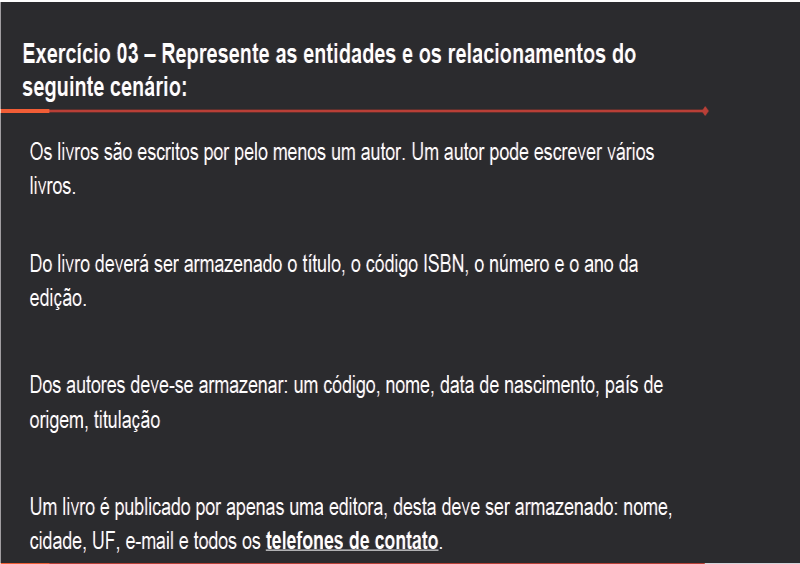 Exercício 03 – Represente as entidades e os relacionamentos do
seguinte cenário:
Os livros são escritos por pelo menos um autor. Um autor pode escrever vários
livros.
Do livro deverá ser armazenado o título, o código ISBN, o número e o ano da
edição.
Dos autores deve-se armazenar: um código, nome, data de nascimento, país de
origem, titulação
Um livro é publicado por apenas uma editora, desta deve ser armazenado: nome,
cidade, UF, e-mail e todos os telefones de contato.